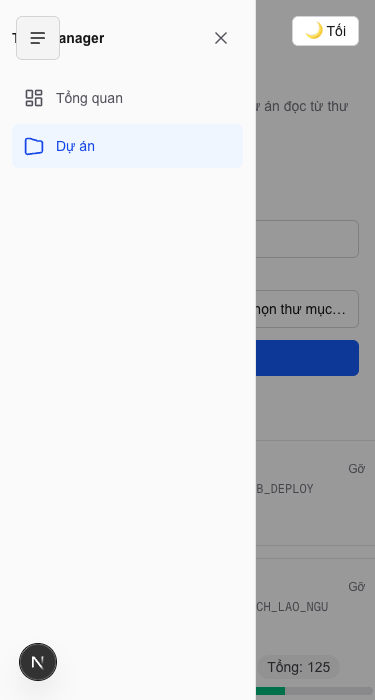 anager
🌙 Tối
Tổng quan
ự án đọc từ thư
Dự án
họn thư mục...
Gỡ
B_DEPLOY
Gỡ
CH_LAO_NGU
N
Tổng: 125